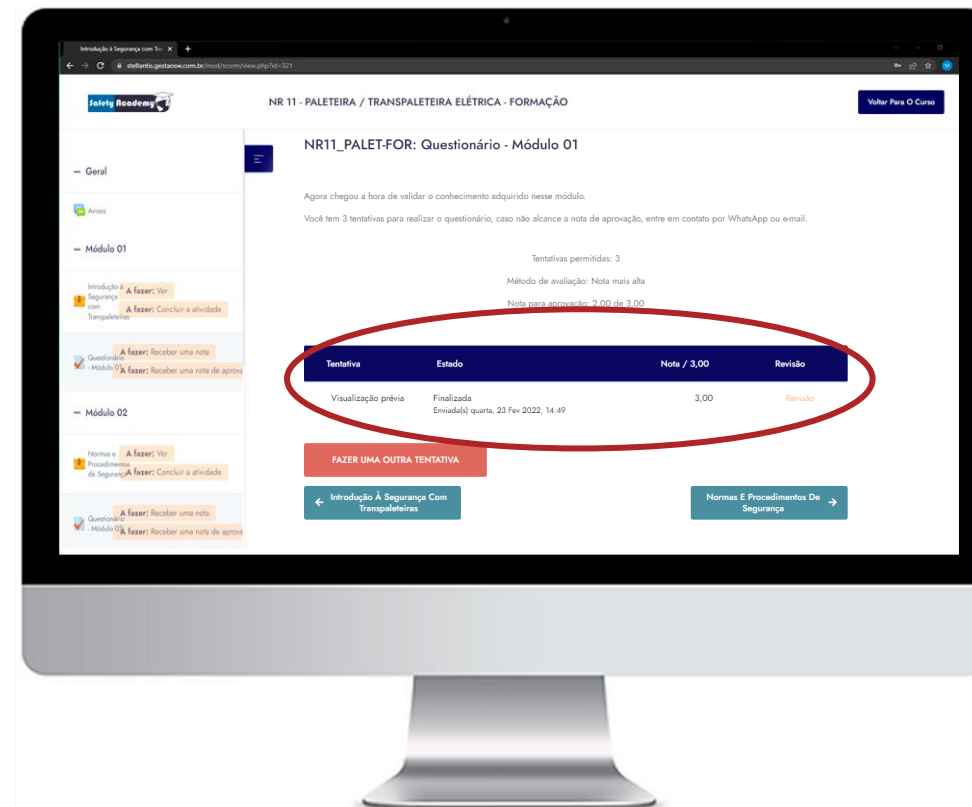 Introdução à Segurança com Tra
stellantis.gestaosw.com.br/mod/scorm/view.php?id=321
Safety Academy
NR 11 - PALETEIRA / TRANSPALETEIRA ELÉTRICA - FORMAÇÃO
Voltar Para O Curso
Geral
Avisos
Módulo 01
Introdução à Segurança com Transpaleteiras
A fazer: Ver
A fazer: Concluir a atividade
Questionário - Módulo 01
A fazer: Receber uma nota
A fazer: Receber uma nota de aprova
Módulo 02
Normas e Procedimentos de Segurança
A fazer: Ver
A fazer: Concluir a atividade
Questionário - Módulo 02
A fazer: Receber uma nota
A fazer: Receber uma nota de aprova
NR11_PALET-FOR: Questionário - Módulo 01
Agora chegou a hora de validar o conhecimento adquirido nesse módulo.
Você tem 3 tentativas para realizar o questionário, caso não alcance a nota de aprovação, entre em contato por WhatsApp ou e-mail.
Tentativas permitidas: 3
Método de avaliação: Nota mais alta
Nota para aprovação: 2,00 de 3,00
Tentativa Estado Nota / 3,00 Revisão
Visualização prévia Finalizada 3,00 Revisão
Enviada(s) quarta, 23 Fev 2022, 14:49
FAZER UMA OUTRA TENTATIVA
Introdução À Segurança Com
Transpaleteiras
Normas E Procedimentos De
Segurança